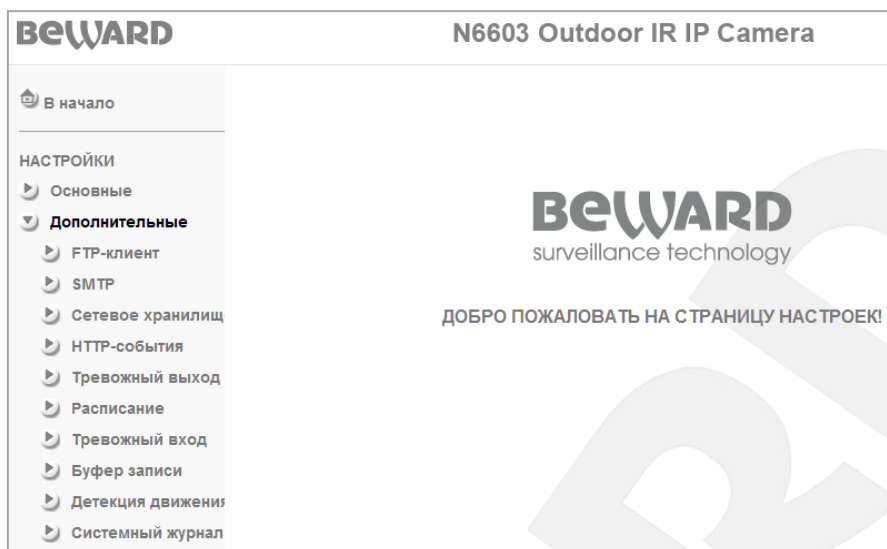 BEWARD
N6603 Outdoor IR IP Camera
В начало
НАСТРОЙКИ
Основные
Дополнительные
FTP-клиент
SMTP
Сетевое хранилищ
HTTP-события
Тревожный выход
Расписание
Тревожный вход
Буфер записи
Детекция движения
Системный журнал
BEWARD
surveillance technology
ДОБРО ПОЖАЛОВАТЬ НА СТРАНИЦУ НАСТРОЕК!